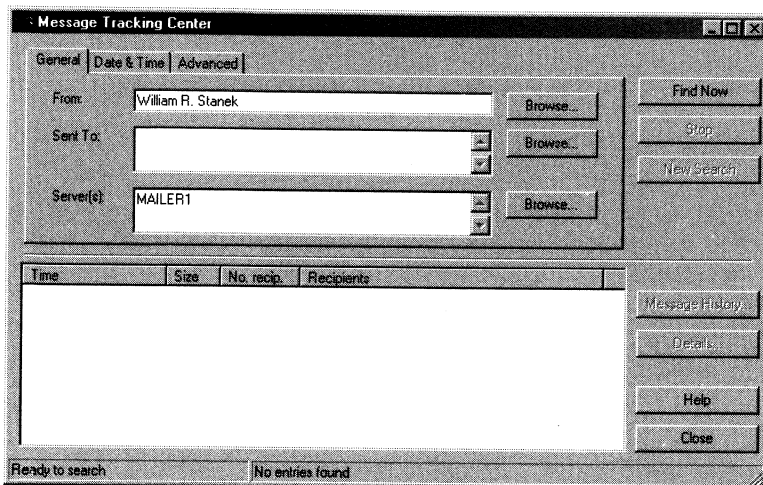 Message Tracking Center
General Date & Time Advanced
From: William R. Stanek Browse... Find Now
Sent To: Browse... Stop
New Search
Server(s): MAILER1 Browse...
Time Size No. recip. Recipients
Message History...
Details...
Help
Close
Ready to search No entries found